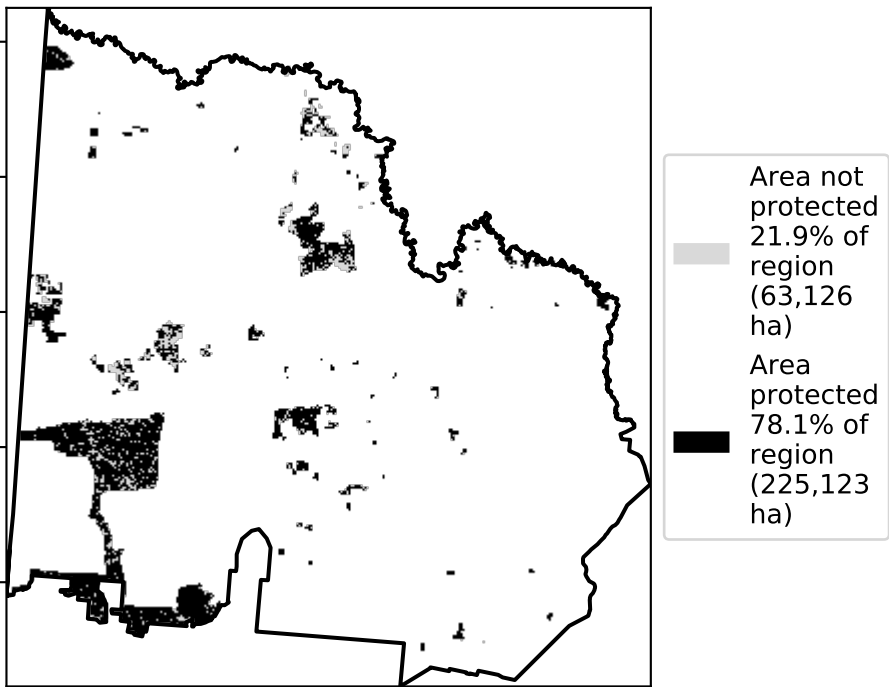 Area not
protected
21.9% of
region
(63,126
ha)
Area
protected
78.1% of
region
(225,123
ha)